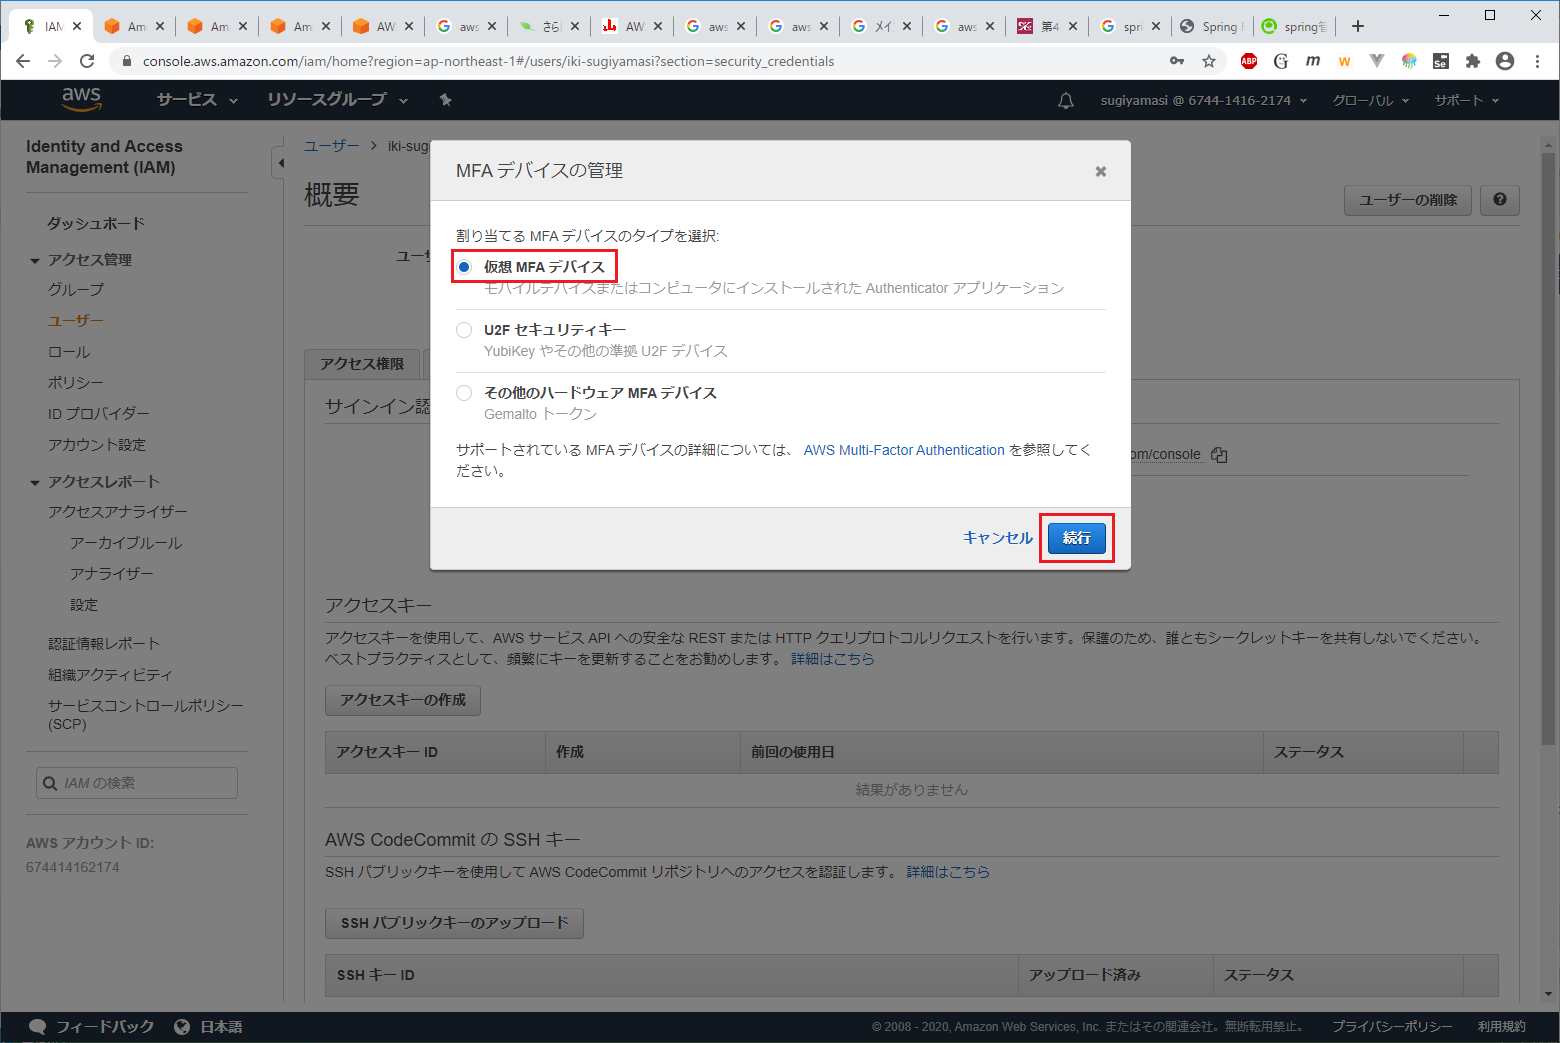 IAM
Am
Am
Am
AW
aws
さら
AW
aws
aws
メイ
aws
第4
spri
Spring
spring管
console.aws.amazon.com/iam/home?region=ap-northeast-1#/users/iki-sugiyamasi?section=security_credentials
ABP
m
w
Se
aws
サービス
リソースグループ
sugiyamasi @ 6744-1416-2174
グローバル
サポート
Identity and Access
Management (IAM)
ダッシュボード
アクセス管理
グループ
ユーザー
ロール
ポリシー
ID プロバイダー
アカウント設定
アクセスレポート
アクセスアナライザー
アーカイブルール
アナライザー
設定
認証情報レポート
組織アクティビティ
サービスコントロールポリシー
(SCP)
IAM の検索
AWS アカウント ID:
674414162174
ユーザー > iki-sug
概要
ユーザーの削除
ユーザ
アクセス権限
サインイン認
om/console
MFA デバイスの管理
割り当てる MFA デバイスのタイプを選択:
仮想 MFA デバイス
モバイルデバイスまたはコンピュータにインストールされた Authenticator アプリケーション
U2F セキュリティキー
YubiKey やその他の準拠 U2F デバイス
その他のハードウェア MFA デバイス
Gemalto トークン
サポートされている MFA デバイスの詳細については、 AWS Multi-Factor Authentication を参照してく
ださい。
キャンセル
続行
アクセスキー
アクセスキーを使用して、AWS サービス API への安全な REST または HTTP クエリプロトコルリクエストを行います。保護のため、誰ともシークレットキーを共有しないでください。
ベストプラクティスとして、頻繁にキーを更新することをお勧めします。 詳細はこちら
アクセスキーの作成
アクセスキー ID
作成
前回の使用日
ステータス
結果がありません
AWS CodeCommit の SSH キー
SSH パブリックキーを使用して AWS CodeCommit リポジトリへのアクセスを認証します。 詳細はこちら
SSH パブリックキーのアップロード
SSH キー ID
アップロード済み
ステータス
フィードバック
日本語
© 2008 - 2020, Amazon Web Services, Inc. またはその関連会社。無断転用禁止。
プライバシーポリシー
利用規約